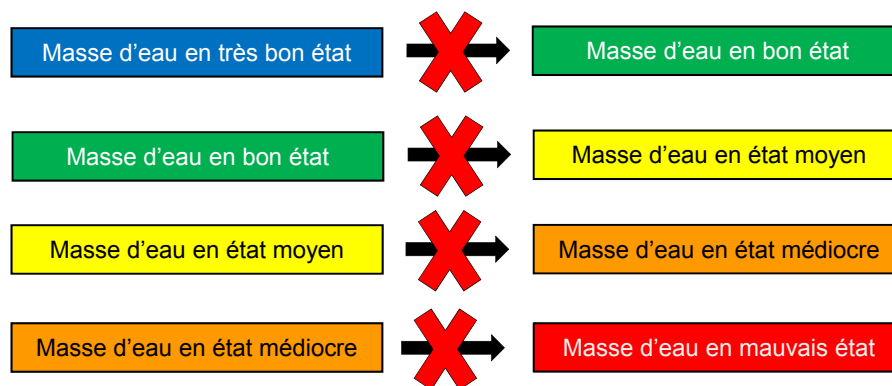 Masse d'eau en très bon état
Masse d'eau en bon état
Masse d'eau en bon état
Masse d'eau en état moyen
Masse d'eau en état moyen
Masse d'eau en état médiocre
Masse d'eau en état médiocre
Masse d'eau en mauvais état